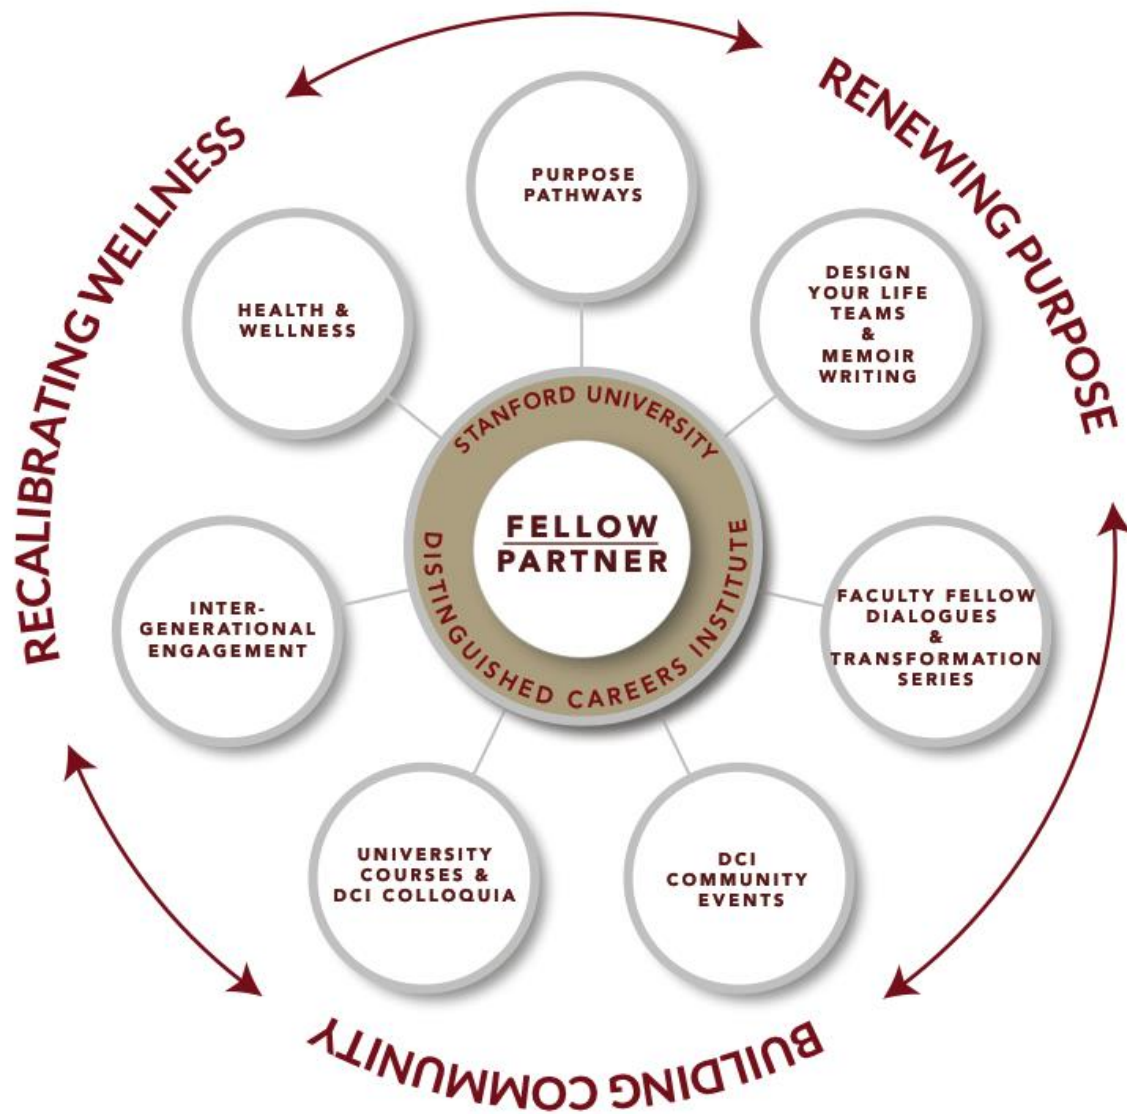 RENEWING PURPOSE
RECALIBRATING WELLNESS
PURPOSE
PATHWAYS
DESIGN
YOUR LIFE
TEAMS
&
MEMOIR
WRITING
HEALTH &
WELLNESS
STANFORD UNIVERSITY
DISTINGUISHED CAREERS INSTITUTE
FELLOW
PARTNER
FACULTY FELLOW
DIALOGUES
&
TRANSFORMATION
SERIES
INTER-
GENERATIONAL
ENGAGEMENT
UNIVERSITY
COURSES &
DCI COLLOQUIA
DCI
COMMUNITY
EVENTS
BUILDING COMMUNITY